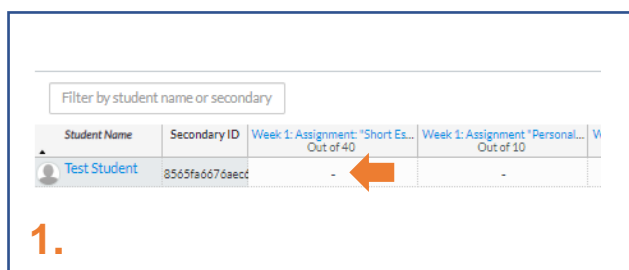 Filter by student name or secondary
Student Name Secondary ID Week 1: Assignment: "Short Es... Week 1: Assignment "Personal... W
Out of 40 Out of 10
Test Student 8565fa6676aec6 - -
1.